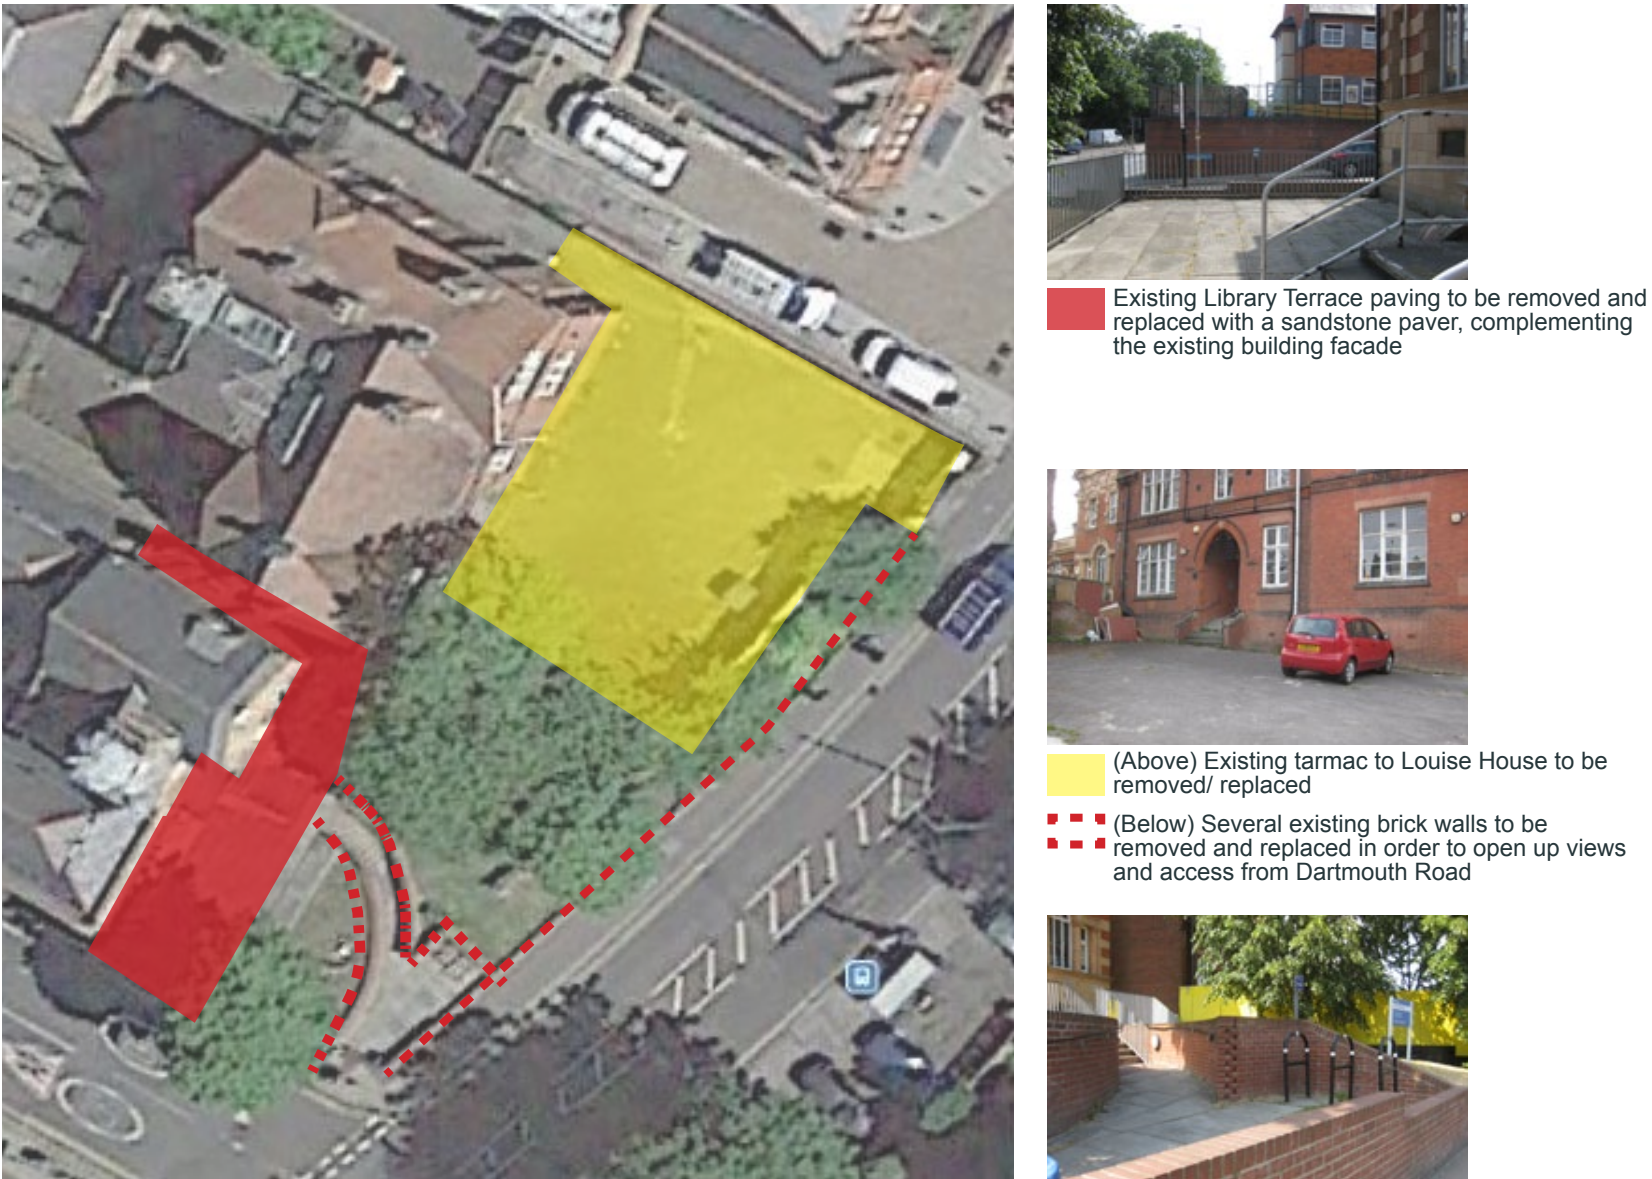 Existing Library Terrace paving to be removed and
replaced with a sandstone paver, complementing
the existing building facade
(Above) Existing tarmac to Louise House to be
removed/ replaced
(Below) Several existing brick walls to be
removed and replaced in order to open up views
and access from Dartmouth Road